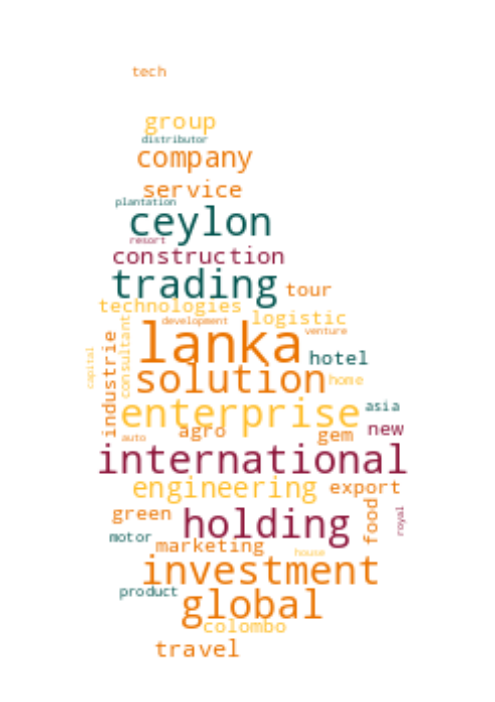 tech
group
distributor
company
service
plantation
ceylon
resort
construction
trading
tour
technologies
logistic
development
venture
lanka
hotel
solution
home
capital
industrie
consultant
enterprise
asia
agro
gem
new
auto
international
engineering
export
green
holding
food
royal
motor
marketing
house
investment
product
global
colombo
travel